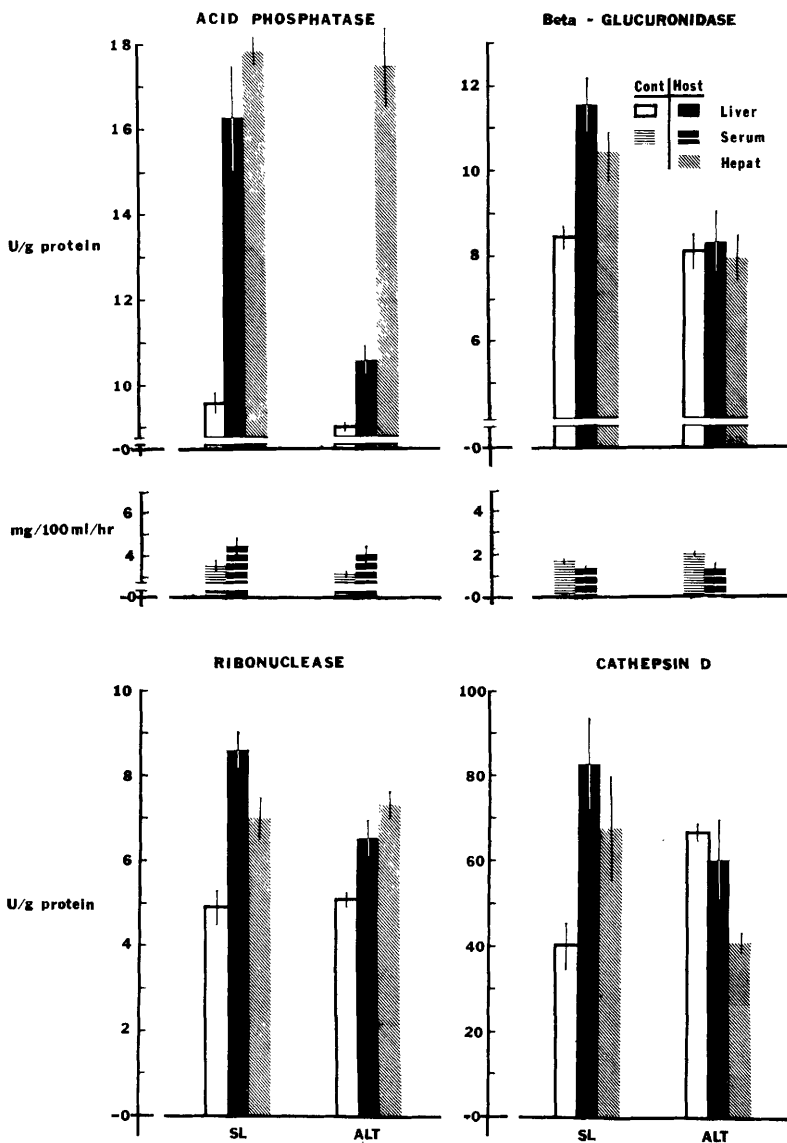 ACID PHOSPHATASE
18
16
14
U/g protein
12
10
-0
Beta - GLUCURONIDASE
12
10
8
6
-0
Cont Host
Liver
Serum
Hepat
mg/100ml/hr
6
4
-0
4
2
-0
RIBONUCLEASE
10
8
6
U/g protein
4
2
-0
SL ALT
CATHEPSIN D
100
80
60
40
20
-0
SL ALT